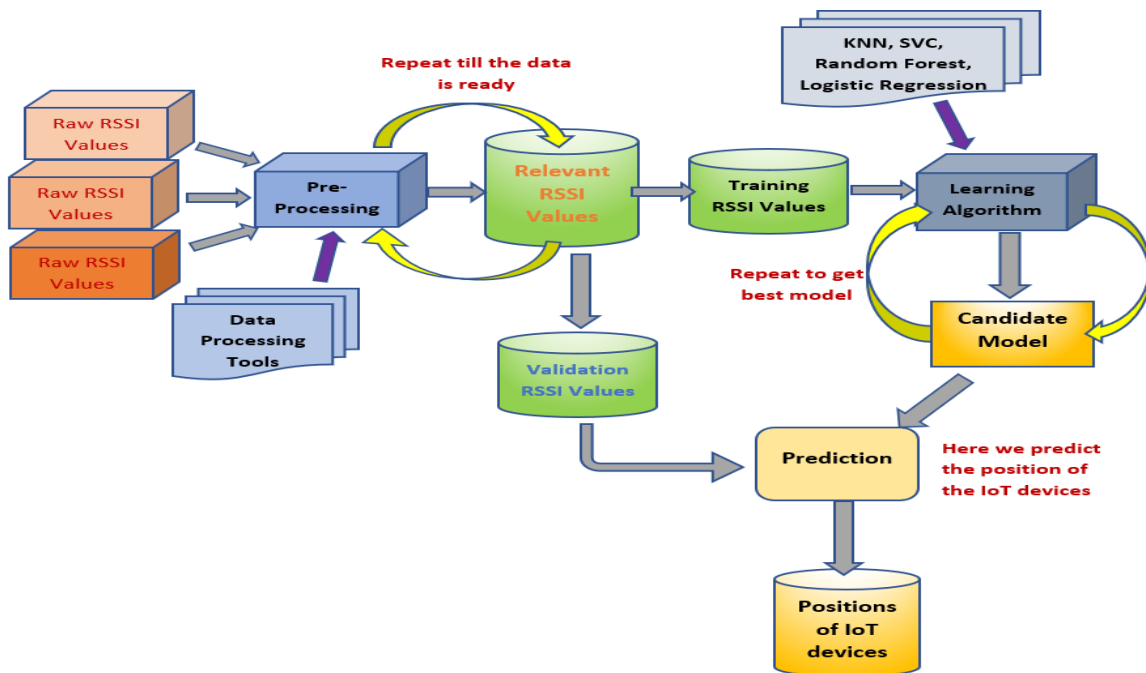 Raw RSSI
Values
Raw RSSI
Values
Raw RSSI
Values
Pre-
Processing
Data
Processing
Tools
Repeat till the data
is ready
Relevant
RSSI
Values
Training
RSSI Values
KNN, SVC,
Random Forest,
Logistic Regression
Learning
Algorithm
Repeat to get
best model
Candidate
Model
Validation
RSSI Values
Prediction
Here we predict
the position of
the IoT devices
Positions
of IoT
devices